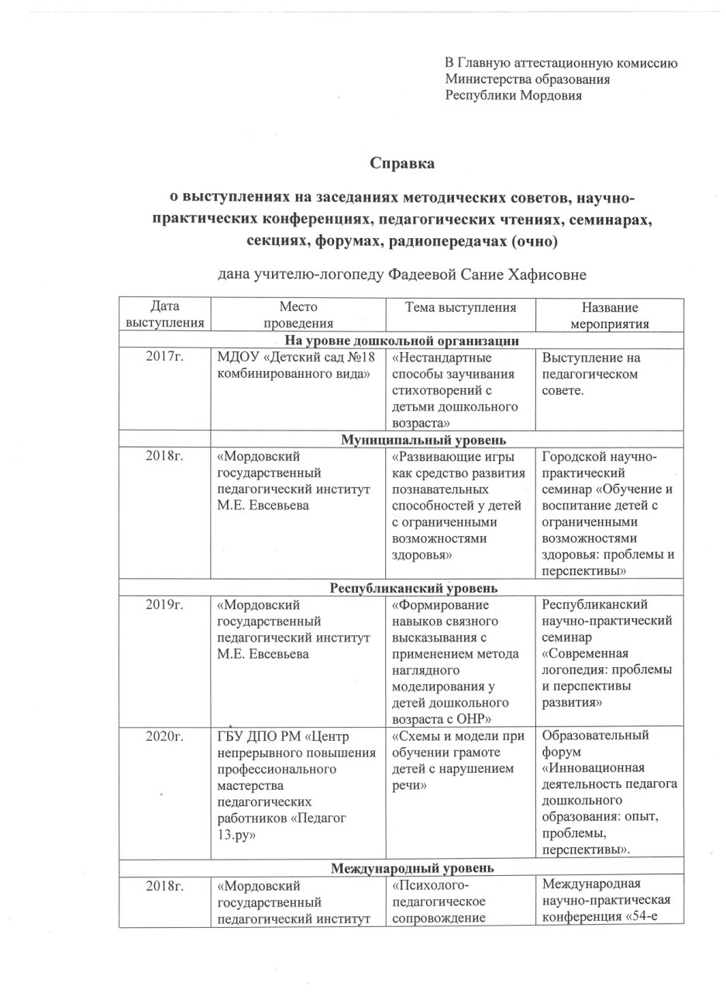 В Главную аттестационную комиссию
Министерства образования
Республики Мордовия
Справка
о выступлениях на заседаниях методических советов, научно-
практических конференциях, педагогических чтениях, семинарах,
секциях, форумах, радиопередачах (очно)
дана учителю-логопеду Фадеевой Сание Хафисовне
Дата
выступления
Место
проведения
Тема выступления
Название
мероприятия
На уровне дошкольной организации
2017г.
МДОУ «Детский сад №18
комбинированного вида»
«Нестандартные
способы заучивания
стихотворений с
детьми дошкольного
возраста»
Выступление на
педагогическом
совете.
Муниципальный уровень
2018г.
«Мордовский
государственный
педагогический институт
М.Е. Евсевьева
«Развивающие игры
как средство развития
познавательных
способностей у детей
с ограниченными
возможностями
здоровья»
Городской научно-
практический
семинар «Обучение и
воспитание детей с
ограниченными
возможностями
здоровья: проблемы и
перспективы»
Республиканский уровень
2019г.
«Мордовский
государственный
педагогический институт
М.Е. Евсевьева
«Формирование
навыков связного
высказывания с
применением метода
наглядного
моделирования у
детей дошкольного
возраста с ОНР»
Республиканский
научно-практический
семинар
«Современная
логопедия: проблемы
и перспективы
развития»
2020г.
ГБУ ДПО РМ «Центр
непрерывного повышения
профессионального
мастерства
педагогических
работников «Педагог
13.ру»
«Схемы и модели при
обучении грамоте
детей с нарушением
речи»
Образовательный
форум
«Инновационная
деятельность педагога
дошкольного
образования: опыт,
проблемы,
перспективы».
Международный уровень
2018г.
«Мордовский
государственный
педагогический институт
«Психолого-
педагогическое
сопровождение
Международная
научно-практическая
конференция «54-е